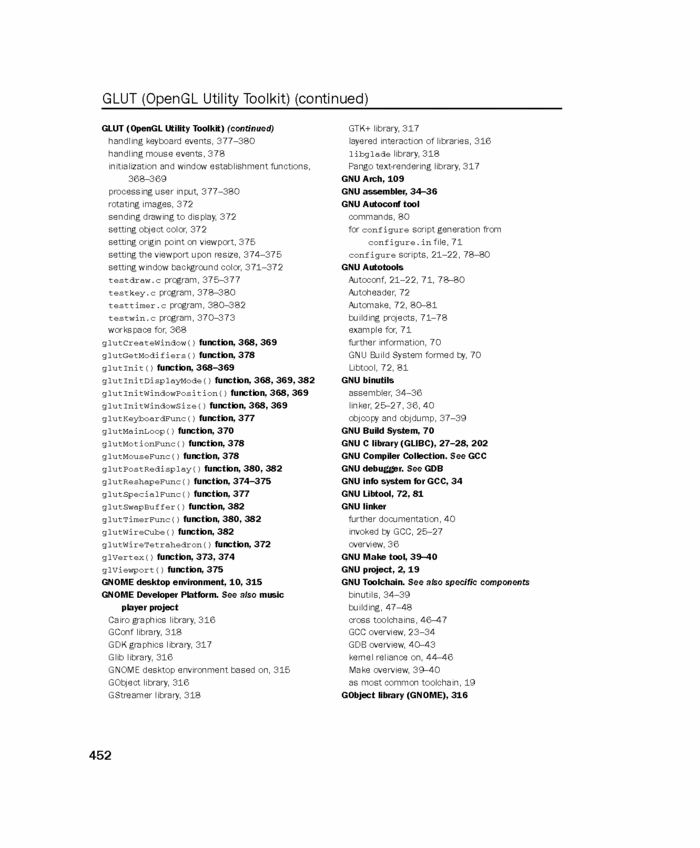 GLUT (OpenGL Utility Toolkit) (continued)
GLUT (OpenGL Utility Toolkit) (continued)
handling keyboard events, 377–380
handling mouse events, 378
initialization and window establishment functions,
368–369
processing user input, 377–380
rotating images, 372
sending drawing to display, 372
setting object color, 372
setting origin point on viewport, 375
setting the viewport upon resize, 374–375
setting window background color, 371–372
testdraw.c program, 375–377
testkey.c program, 378–380
testtimer.c program, 380–382
testwin.c program, 370–373
workspace for, 368
glutCreateWindow() function, 368, 369
glutGetModifiers() function, 378
glutInit() function, 368–369
glutInitDisplayMode() function, 368, 369, 382
glutInitWindowPosition() function, 368, 369
glutInitWindowSize() function, 368, 369
glutKeyboardFunc() function, 377
glutMainLoop() function, 370
glutMotionFunc() function, 378
glutMouseFunc() function, 378
glutPostRedisplay() function, 380, 382
glutReshapeFunc() function, 374–375
glutSpecialFunc() function, 377
glutSwapBuffer() function, 382
glutTimerFunc() function, 380, 382
glutWireCube() function, 382
glutWireTetrahedron() function, 372
glVertex() function, 373, 374
glViewport() function, 375
GNOME desktop environment, 10, 315
GNOME Developer Platform. See also music
player project
Cairo graphics library, 316
GConf library, 318
GDK graphics library, 317
Glib library, 316
GNOME desktop environment based on, 315
GObject library, 316
GStreamer library, 318
GTK+ library, 317
layered interaction of libraries, 316
libglade library, 318
Pango text-rendering library, 317
GNU Arch, 109
GNU assembler, 34–36
GNU Autoconf tool
commands, 80
for configure script generation from
configure.in file, 71
configure scripts, 21–22, 78–80
GNU Autotools
Autoconf, 21–22, 71, 78–80
Autoheader, 72
Automake, 72, 80–81
building projects, 71–78
example for, 71
further information, 70
GNU Build System formed by, 70
Libtool, 72, 81
GNU binutils
assembler, 34–36
linker, 25–27, 36, 40
objcopy and objdump, 37–39
GNU Build System, 70
GNU C library (GLIBC), 27–28, 202
GNU Compiler Collection. See GCC
GNU debugger. See GDB
GNU info system for GCC, 34
GNU Libtool, 72, 81
GNU linker
further documentation, 40
invoked by GCC, 25–27
overview, 36
GNU Make tool, 39–40
GNU project, 2, 19
GNU Toolchain. See also specific components
binutils, 34–39
building, 47–48
cross toolchains, 46–47
GCC overview, 23–34
GDB overview, 40–43
kernel reliance on, 44–46
Make overview, 39–40
as most common toolchain, 19
GObject library (GNOME), 316
452